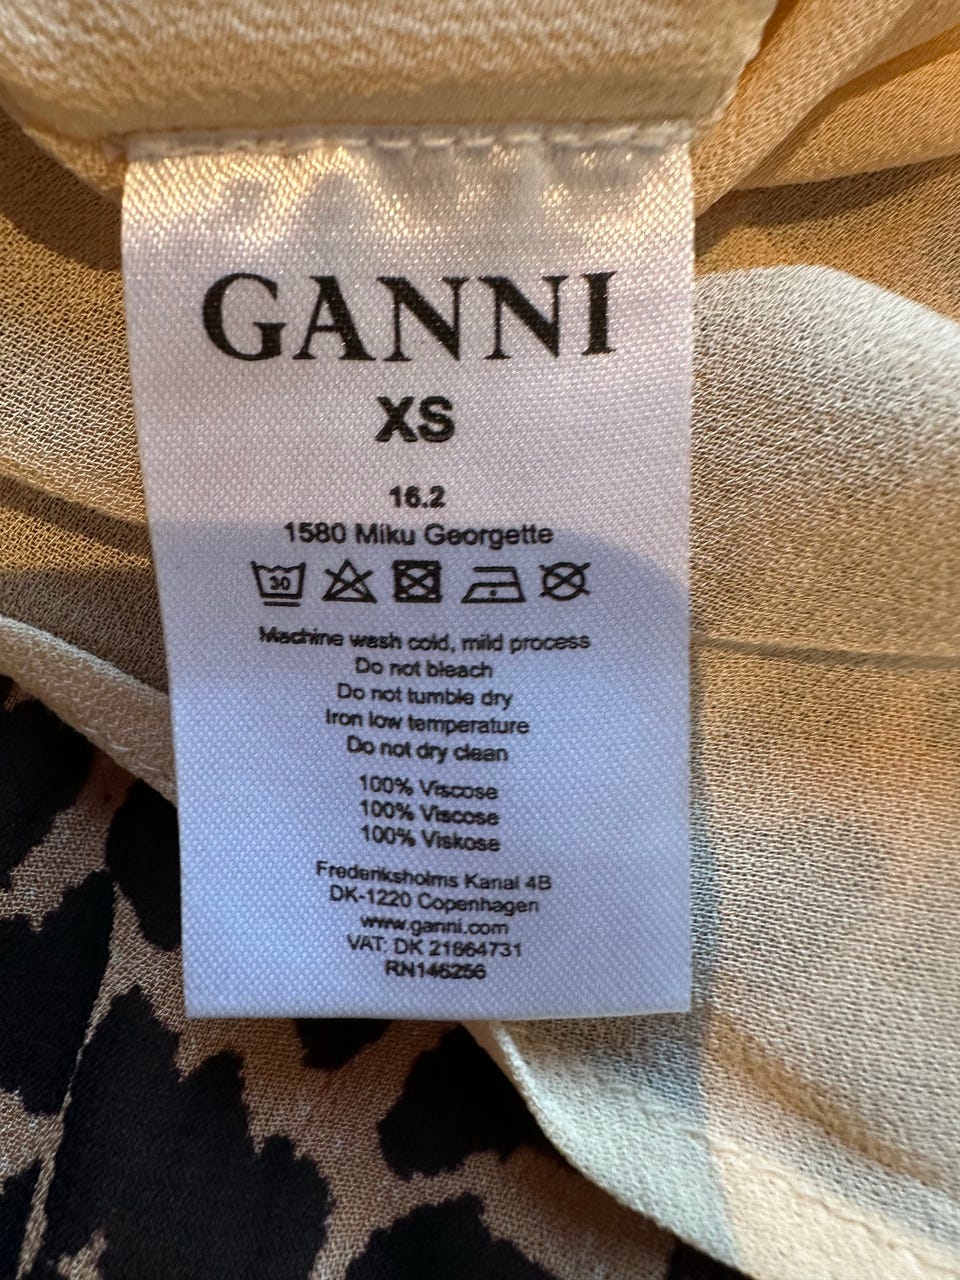 GANNI
XS
16.2
1580 Miku Georgette
30
Machine wash cold, mild process
Do not bleach
Do not tumble dry
Iron low temperature
Do not dry clean
100% Viscose
100% Viscose
100% Viskose
Frederiksholms Kanal 4B
DK-1220 Copenhagen
www.ganni.com
VAT: DK 21664731
RN146256